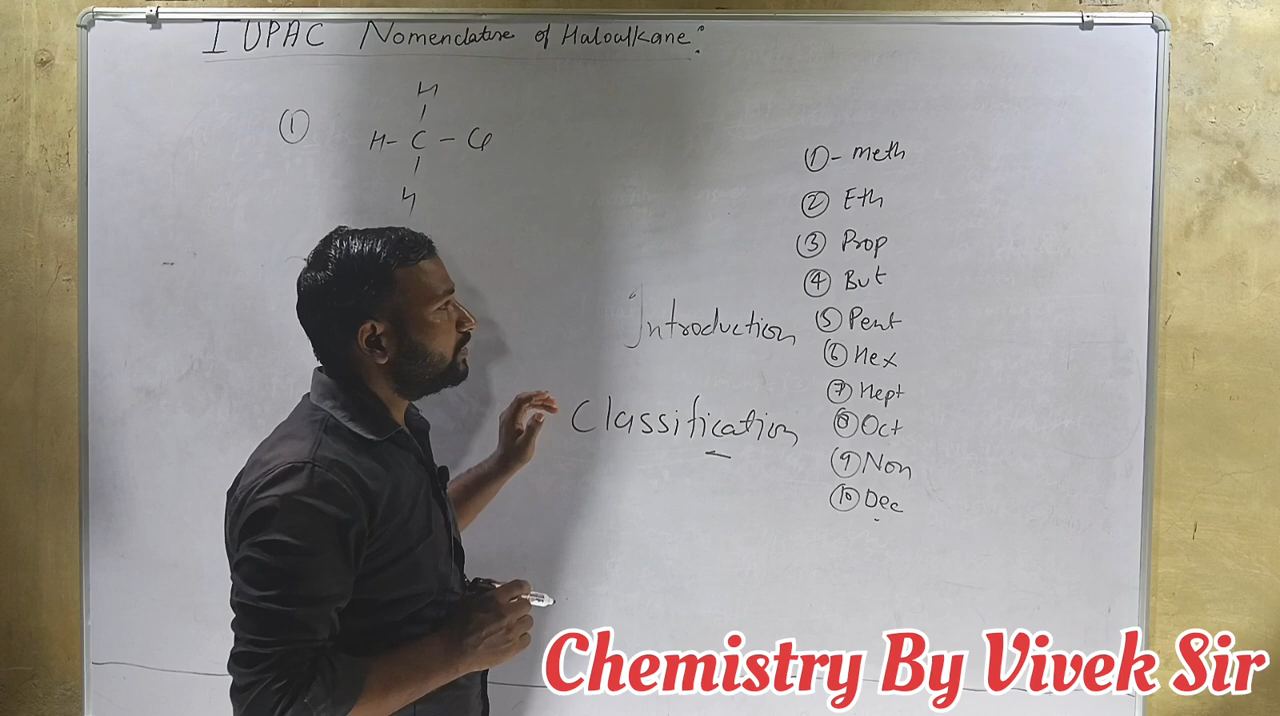 IUPAC Nomenclature of Haloalkane:
①
H
H - C - Cl
H
Introduction
Classification
① - meth
② Eth
③ Prop
④ But
⑤ Pent
⑥ Hex
⑦ Hept
⑧ Oct
⑨ Non
⑩ Dec
Chemistry By Vivek Sir